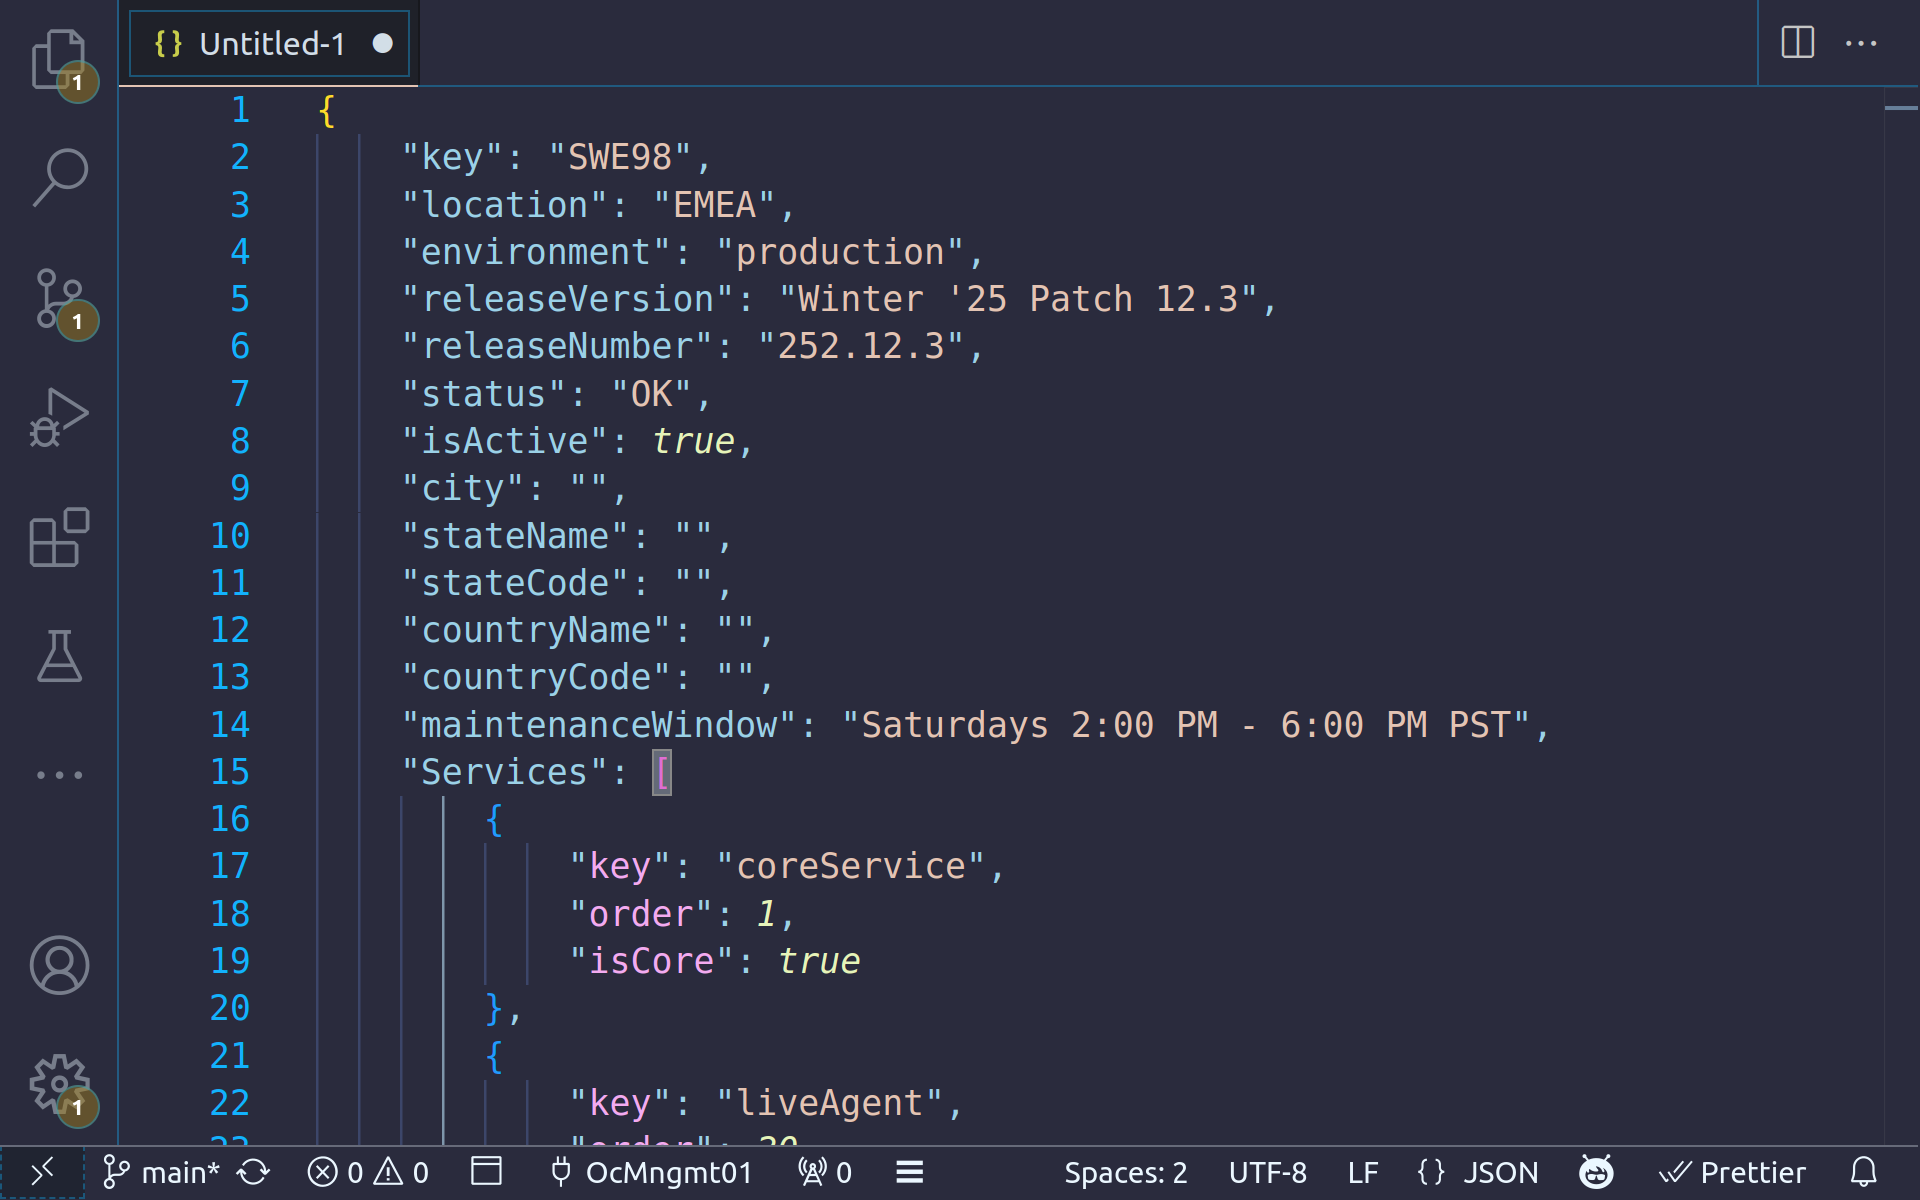 { } Untitled-1
1 {
2 "key": "SWE98",
3 "location": "EMEA",
4 "environment": "production",
5 "releaseVersion": "Winter '25 Patch 12.3",
6 "releaseNumber": "252.12.3",
7 "status": "OK",
8 "isActive": true,
9 "city": "",
10 "stateName": "",
11 "stateCode": "",
12 "countryName": "",
13 "countryCode": "",
14 "maintenanceWindow": "Saturdays 2:00 PM - 6:00 PM PST",
15 "Services": [
16 {
17 "key": "coreService",
18 "order": 1,
19 "isCore": true
20 },
21 {
22 "key": "liveAgent",
1
1
1
main* 0 0 OcMngmt01 0 Spaces: 2 UTF-8 LF { } JSON Prettier